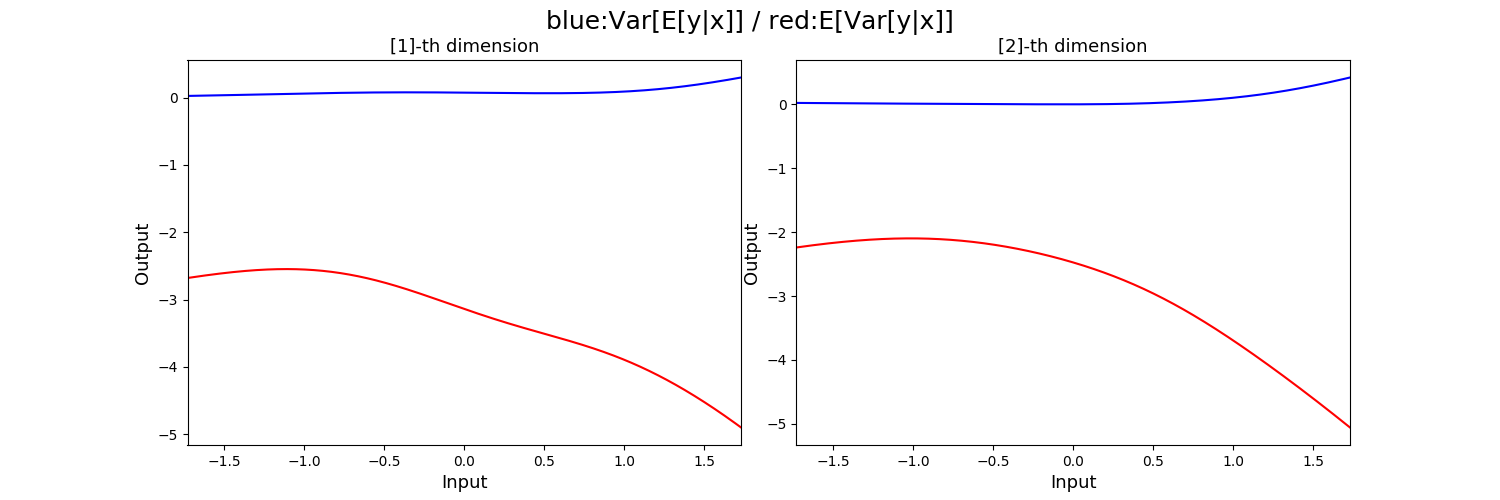 blue:Var[E[y|x]] / red:E[Var[y|x]]
[1]-th dimension
Output
0
−1
−2
−3
−4
−5
−1.5 −1.0 −0.5 0.0 0.5 1.0 1.5
Input
[2]-th dimension
Output
0
−1
−2
−3
−4
−5
−1.5 −1.0 −0.5 0.0 0.5 1.0 1.5
Input